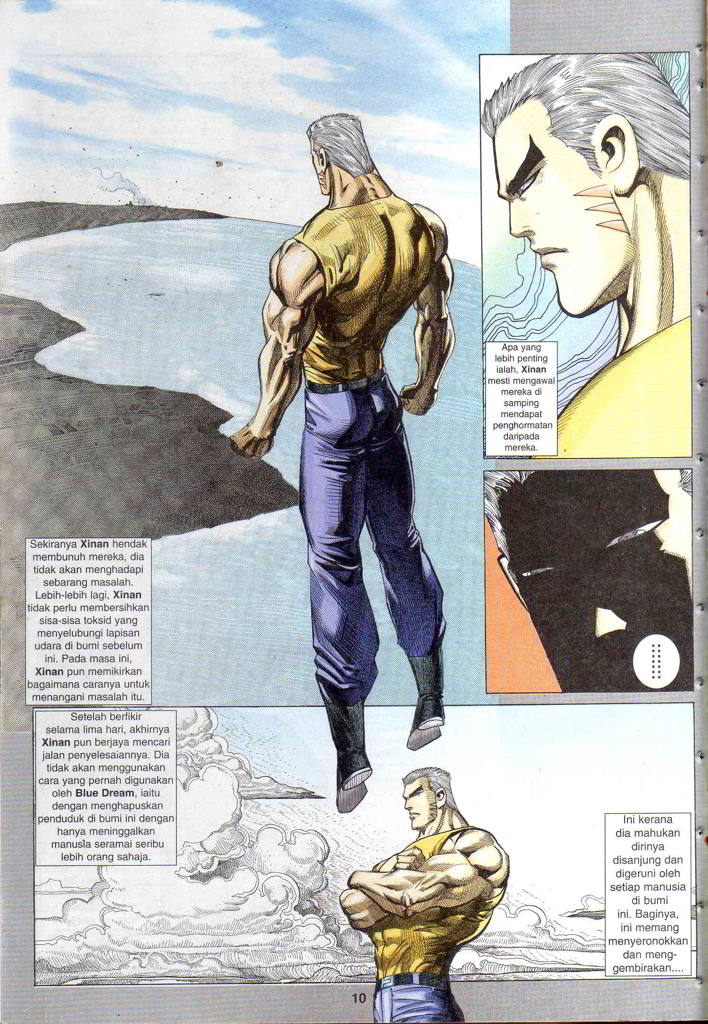 Apa yang
lebih penting
ialah, Xinan
mesti mengawal
mereka di
samping
mendapat
penghormatan
daripada
mereka.
Sekiranya Xinan hendak
membunuh mereka, dia
tidak akan menghadapi
sebarang masalah.
Lebih-lebih lagi, Xinan
tidak perlu membersihkan
sisa-sisa toksid yang
menyelubungi lapisan
udara di bumi sebelum
ini. Pada masa ini,
Xinan pun memikirkan
bagaimana caranya untuk
menangani masalah itu.
Setelah berfikir
selama lima hari, akhirnya
Xinan pun berjaya mencari
jalan penyelesaiannya. Dia
tidak akan menggunakan
cara yang pernah digunakan
oleh Blue Dream, iaitu
dengan menghapuskan
penduduk di bumi ini dengan
hanya meninggalkan
manusia seramai seribu
lebih orang sahaja.
Ini kerana
dia mahukan
dirinya
disanjung dan
digeruni oleh
setiap manusia
di bumi
ini. Baginya,
ini memang
menyeronokkan
dan meng-
gembirakan....
10